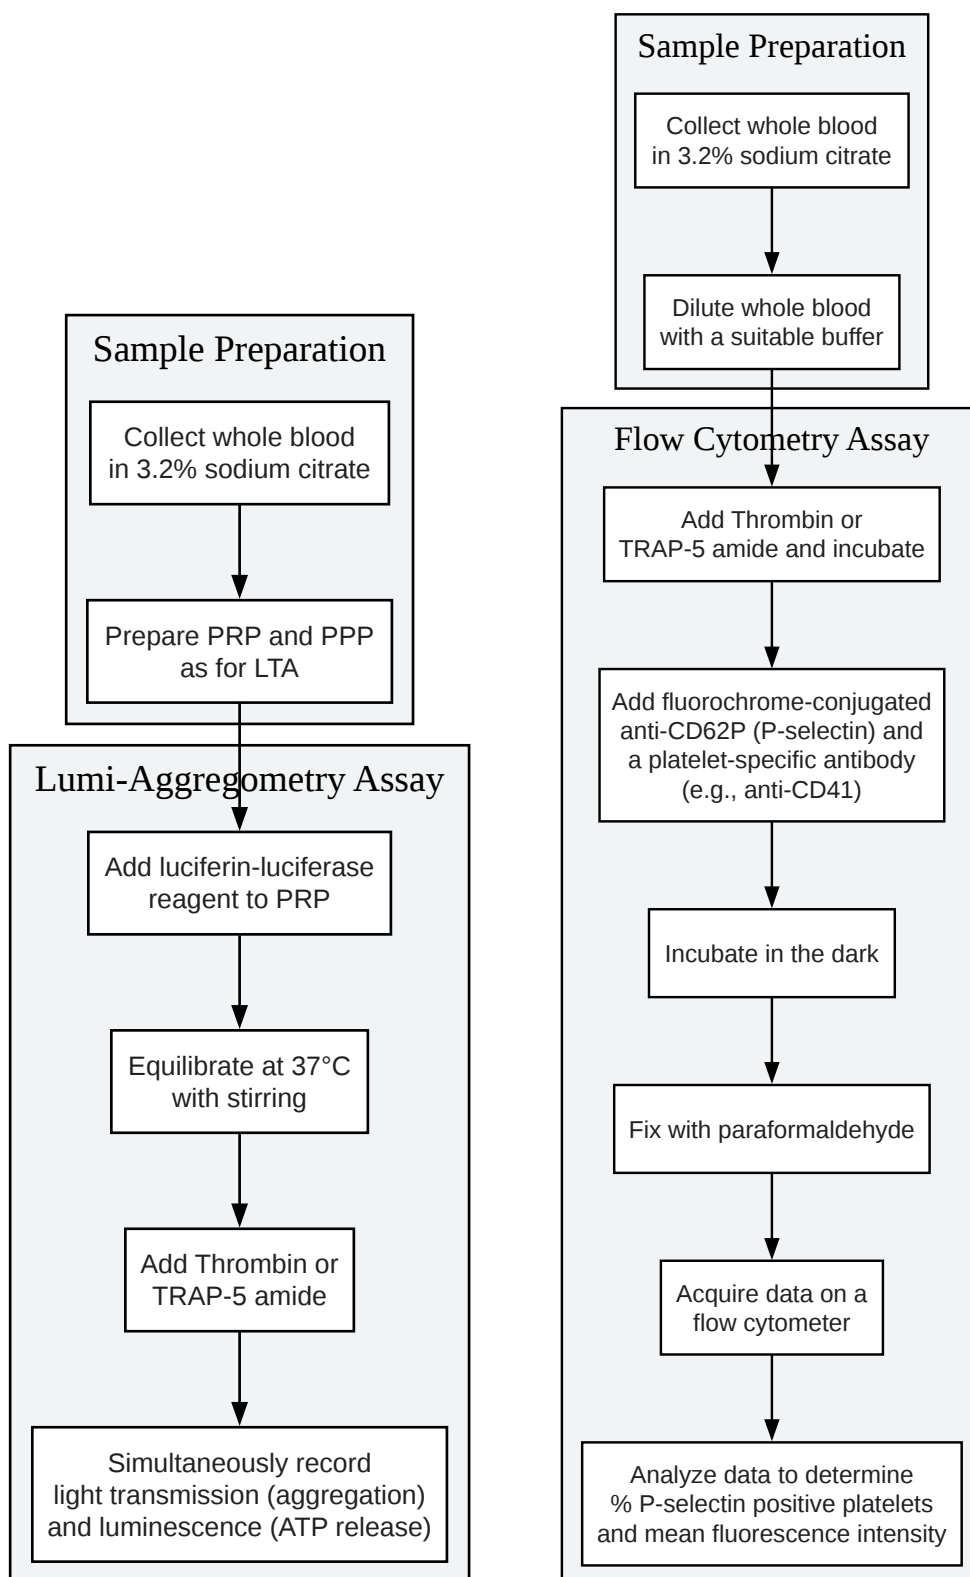 Sample Preparation
Collect whole blood
in 3.2% sodium citrate
Prepare PRP and PPP
as for LTA
Lumi-Aggregometry Assay
Add luciferin-luciferase
reagent to PRP
Equilibrate at 37°C
with stirring
Add Thrombin or
TRAP-5 amide
Simultaneously record
light transmission (aggregation)
and luminescence (ATP release)
Sample Preparation
Collect whole blood
in 3.2% sodium citrate
Dilute whole blood
with a suitable buffer
Flow Cytometry Assay
Add Thrombin or
TRAP-5 amide and incubate
Add fluorochrome-conjugated
anti-CD62P (P-selectin) and
a platelet-specific antibody
(e.g., anti-CD41)
Incubate in the dark
Fix with paraformaldehyde
Acquire data on a
flow cytometer
Analyze data to determine
% P-selectin positive platelets
and mean fluorescence intensity